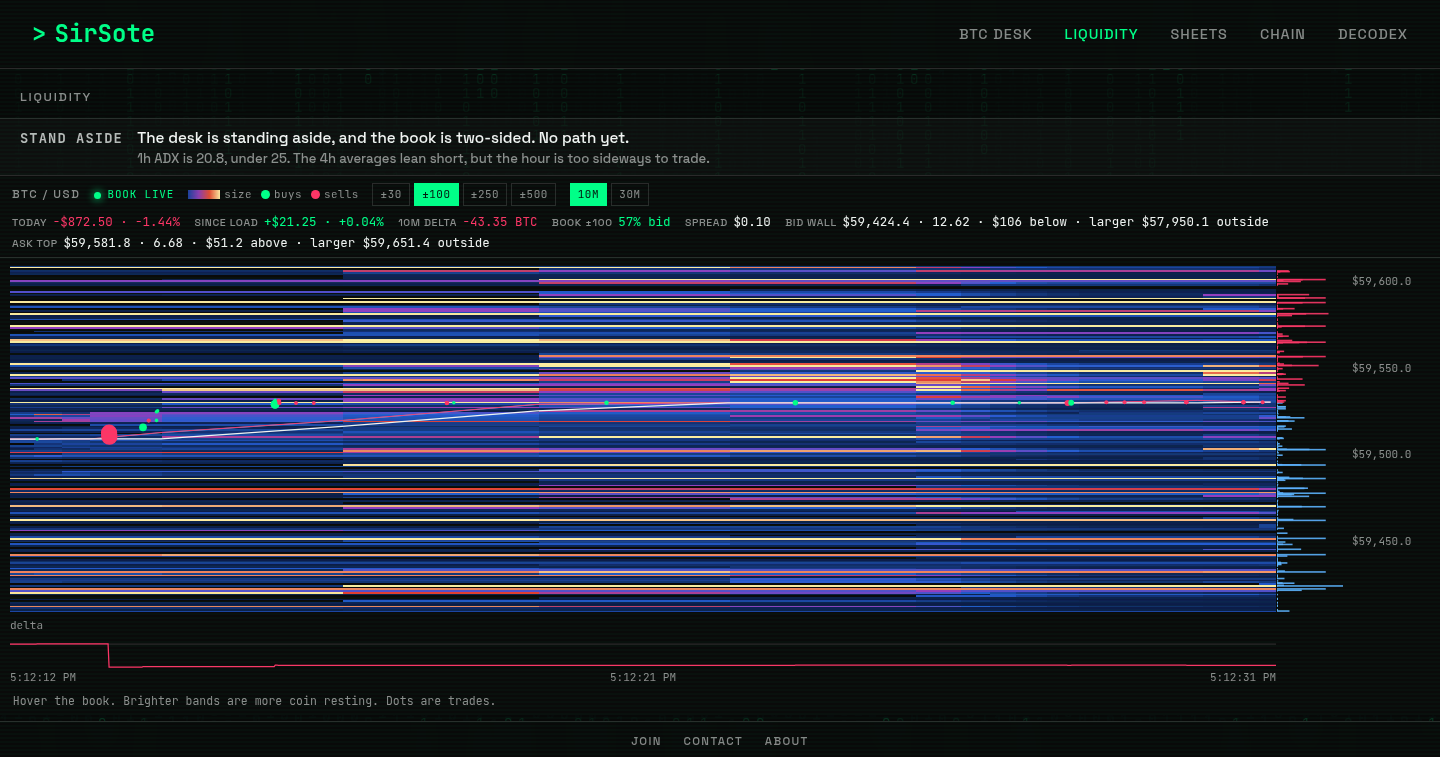 > SirSote
BTC DESK LIQUIDITY SHEETS CHAIN DECODEX
LIQUIDITY
STAND ASIDE The desk is standing aside, and the book is two-sided. No path yet.
1h ADX is 20.8, under 25. The 4h averages lean short, but the hour is too sideways to trade.
BTC / USD BOOK LIVE size buys sells ±30 ±100 ±250 ±500 10M 30M
TODAY -$872.50 · -1.44% SINCE LOAD +$21.25 · +0.04% 10M DELTA -43.35 BTC BOOK ±100 57% bid SPREAD $0.10 BID WALL $59,424.4 · 12.62 · $106 below · larger $57,950.1 outside
ASK TOP $59,581.8 · 6.68 · $51.2 above · larger $59,651.4 outside
$59,600.0
$59,550.0
$59,500.0
$59,450.0
delta
5:12:12 PM 5:12:21 PM 5:12:31 PM
Hover the book. Brighter bands are more coin resting. Dots are trades.
JOIN CONTACT ABOUT